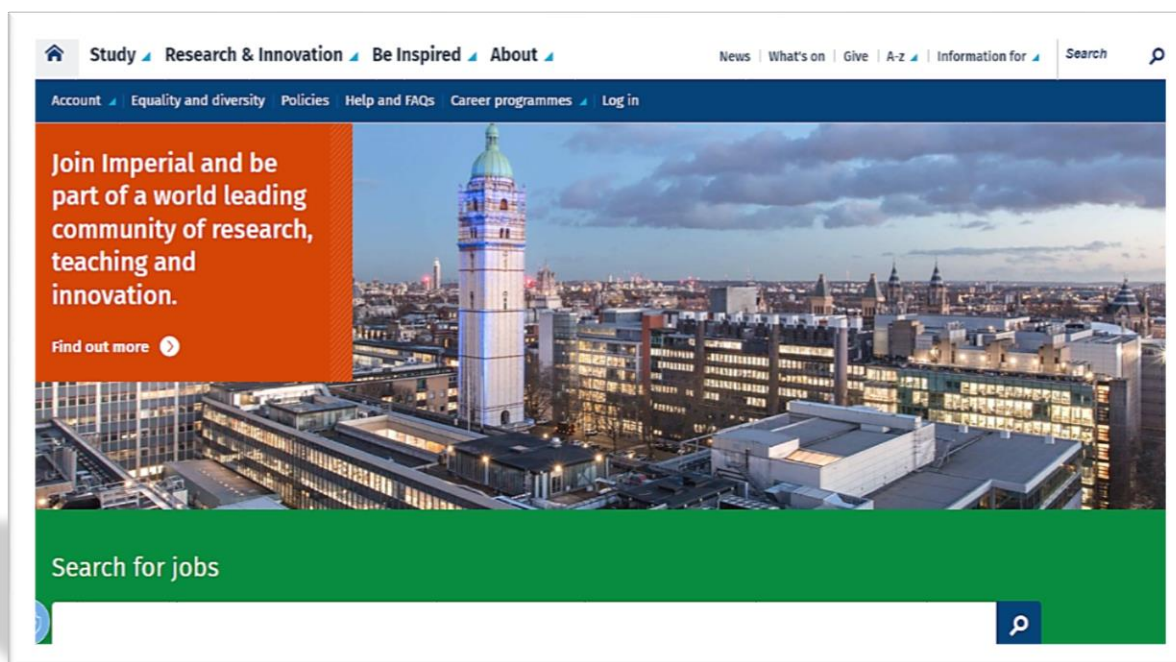 Study Research & Innovation Be Inspired About
News What's on Give A-z Information for Search
Account Equality and diversity Policies Help and FAQs Career programmes Log in
Join Imperial and be
part of a world leading
community of research,
teaching and
innovation.
Find out more
Search for jobs